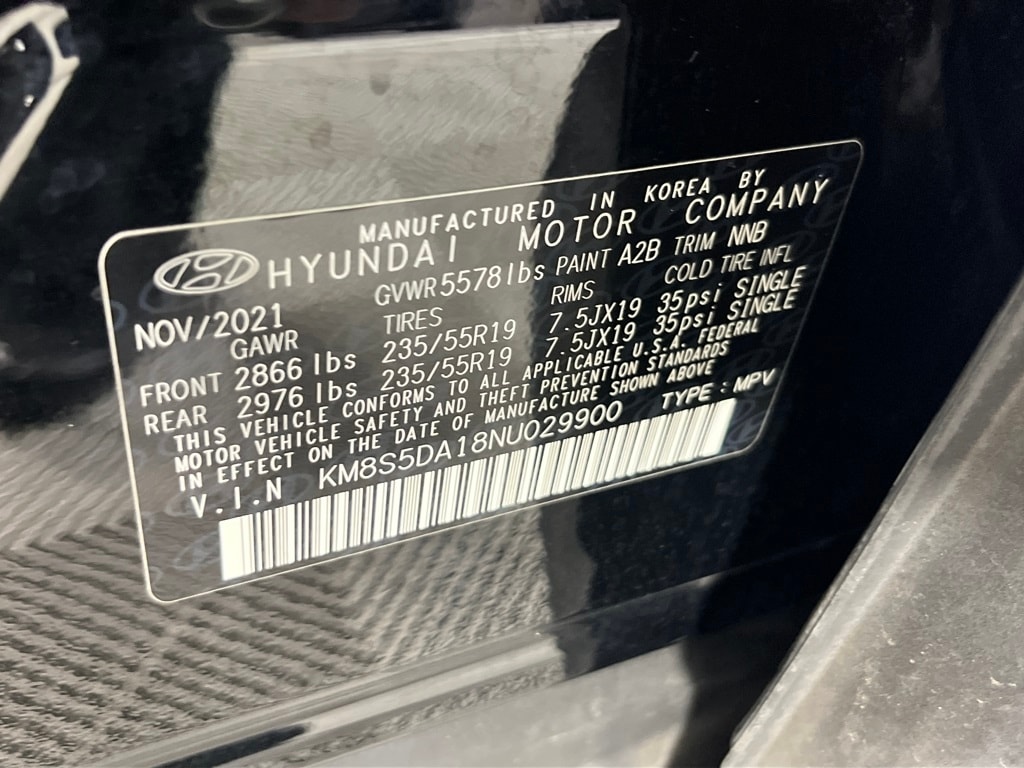 MANUFACTURED IN KOREA BY
HYUNDAI MOTOR COMPANY
NOV/2021 GVWR 5578 lbs PAINT A2B TRIM NNB
GAWR TIRES RIMS COLD TIRE INFL
FRONT 2866 lbs 235/55R19 7.5JX19 35psi SINGLE
REAR 2976 lbs 235/55R19 7.5JX19 35psi SINGLE
THIS VEHICLE CONFORMS TO ALL APPLICABLE U.S.A. FEDERAL
MOTOR VEHICLE SAFETY AND THEFT PREVENTION STANDARDS
IN EFFECT ON THE DATE OF MANUFACTURE SHOWN ABOVE
V.I.N KM8S5DA18NU029900 TYPE : MPV